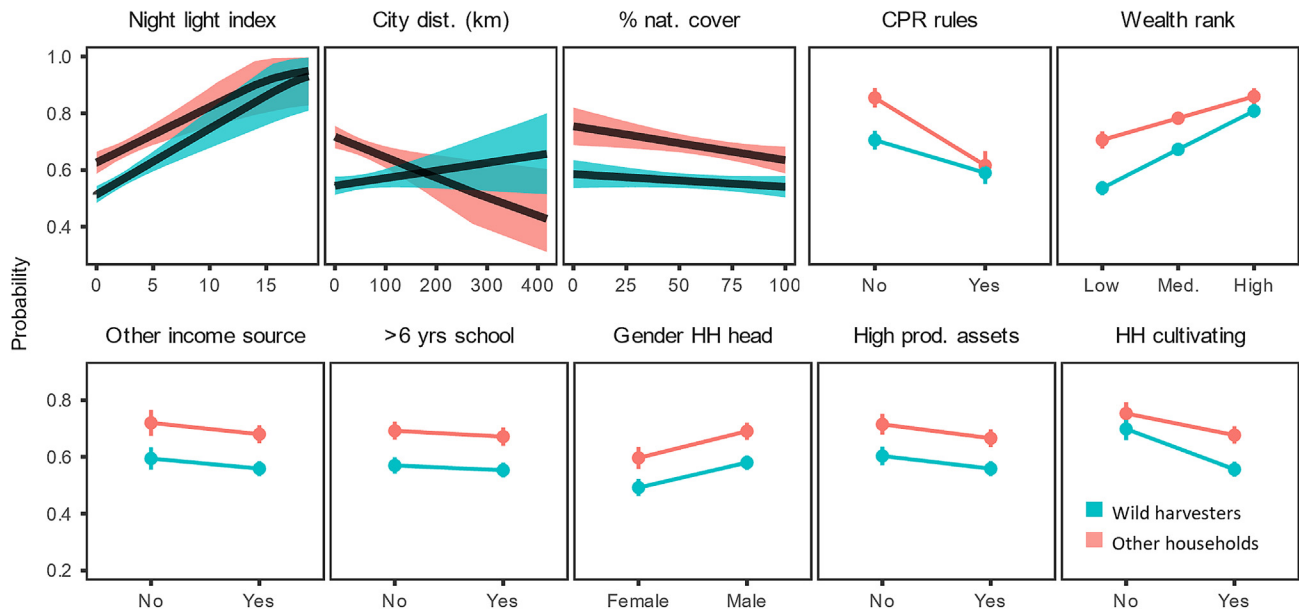 Night light index City dist. (km) % nat. cover CPR rules Wealth rank
1.0
0.8
0.6
0.4
0 5 10 15 0 100 200 300 400 0 25 50 75 100 No Yes Low Med. High
Probability
Other income source >6 yrs school Gender HH head High prod. assets HH cultivating
0.8
0.6
0.4
0.2
Wild harvesters
Other households
No Yes No Yes Female Male No Yes No Yes